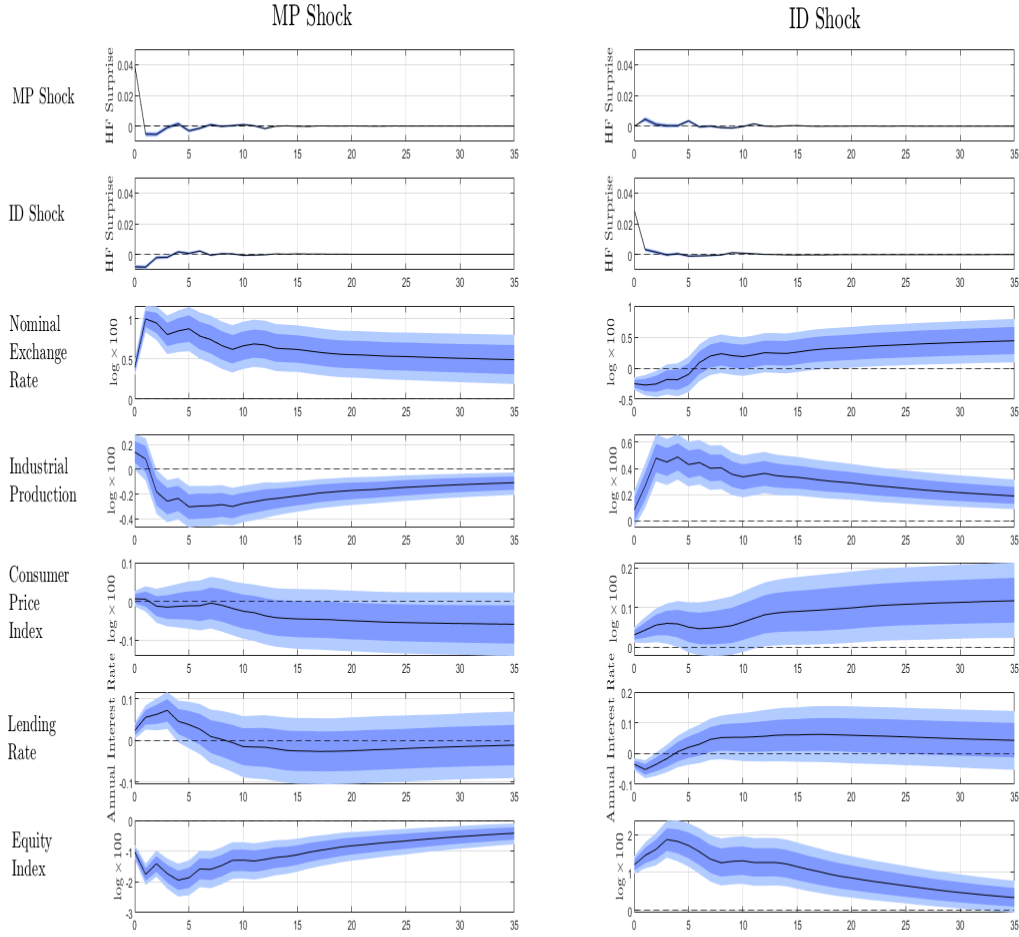 MP Shock
ID Shock
MP Shock
HF Surprise
0.04
0.02
0
0 5 10 15 20 25 30 35
HF Surprise
0.04
0.02
0
0 5 10 15 20 25 30 35
ID Shock
HF Surprise
0.04
0.02
0
0 5 10 15 20 25 30 35
HF Surprise
0.04
0.02
0
0 5 10 15 20 25 30 35
Nominal
Exchange
Rate
log × 100
1
0.5
0
0 5 10 15 20 25 30 35
log × 100
1
0.5
0
-0.5
0 5 10 15 20 25 30 35
Industrial
Production
log × 100
0.2
0
-0.2
-0.4
0 5 10 15 20 25 30 35
log × 100
0.6
0.4
0.2
0
0 5 10 15 20 25 30 35
Consumer
Price
Index
log × 100
0.1
0
-0.1
0 5 10 15 20 25 30 35
log × 100
0.2
0.1
0
0 5 10 15 20 25 30 35
Lending
Rate
Annual Interest Rate
0.1
0
-0.1
0 5 10 15 20 25 30 35
Annual Interest Rate
0.2
0.1
0
-0.1
0 5 10 15 20 25 30 35
Equity
Index
log × 100
0
-1
-2
-3
0 5 10 15 20 25 30 35
log × 100
2
1
0
0 5 10 15 20 25 30 35